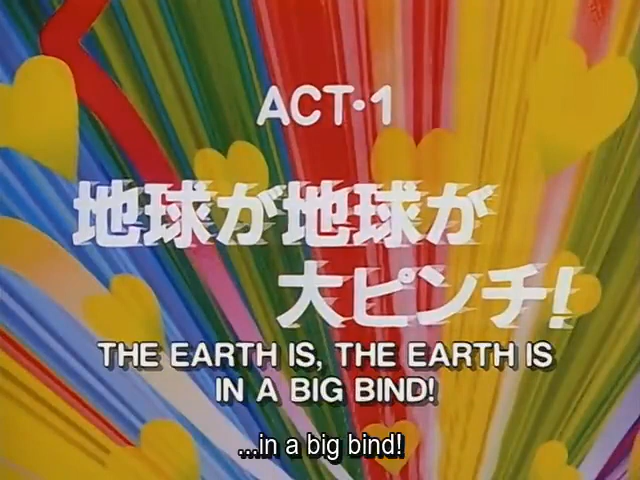 ACT・1
地球が地球が
大ピンチ!
THE EARTH IS, THE EARTH IS
IN A BIG BIND!
...in a big bind!